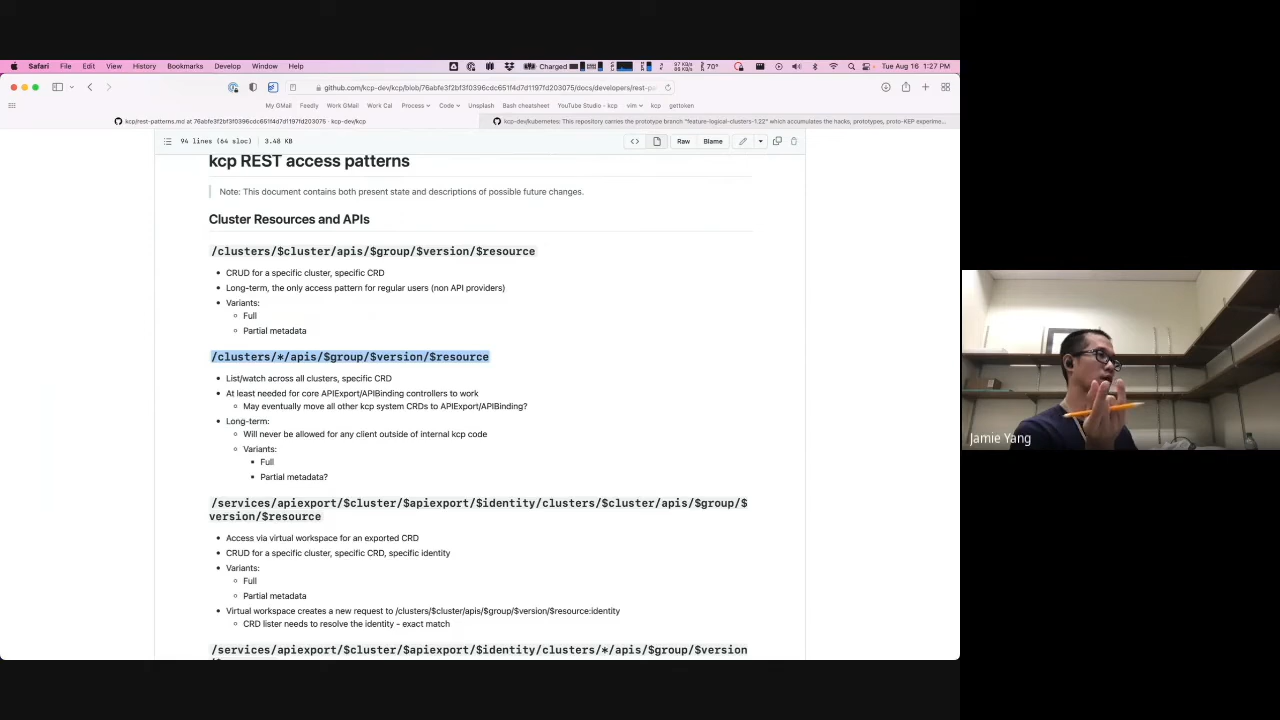 Safari File Edit View History Bookmarks Develop Window Help
Charged 97 KB/s 86 KB/s 70° Tue Aug 16 1:27 PM
github.com/kcp-dev/kcp/blob/76abfe3f2bf3f0396cdc651f4d7d1197fd203075/docs/developers/rest-pa
My GMail Feedly Work GMail Work Cal Process Code Unsplash Bash cheatsheet YouTube Studio - kcp vim kcp gettoken
kcp/rest-patterns.md at 76abfe3f2bf3f0396cdc651f4d7d1197fd203075 · kcp-dev/kcp
kcp-dev/kubernetes: This repository carries the prototype branch "feature-logical-clusters-1.22" which accumulates the hacks, prototypes, proto-KEP experime...
94 lines (64 sloc) 3.48 KB Raw Blame
kcp REST access patterns
Note: This document contains both present state and descriptions of possible future changes.
Cluster Resources and APIs
/clusters/$cluster/apis/$group/$version/$resource
• CRUD for a specific cluster, specific CRD
• Long-term, the only access pattern for regular users (non API providers)
• Variants:
◦ Full
◦ Partial metadata
/clusters/*/apis/$group/$version/$resource
• List/watch across all clusters, specific CRD
• At least needed for core APIExport/APIBinding controllers to work
◦ May eventually move all other kcp system CRDs to APIExport/APIBinding?
• Long-term:
◦ Will never be allowed for any client outside of internal kcp code
◦ Variants:
▪ Full
▪ Partial metadata?
/services/apiexport/$cluster/$apiexport/$identity/clusters/$cluster/apis/$group/$
version/$resource
• Access via virtual workspace for an exported CRD
• CRUD for a specific cluster, specific CRD, specific identity
• Variants:
◦ Full
◦ Partial metadata
• Virtual workspace creates a new request to /clusters/$cluster/apis/$group/$version/$resource:identity
◦ CRD lister needs to resolve the identity - exact match
/services/apiexport/$cluster/$apiexport/$identity/clusters/*/apis/$group/$version
Jamie Yang